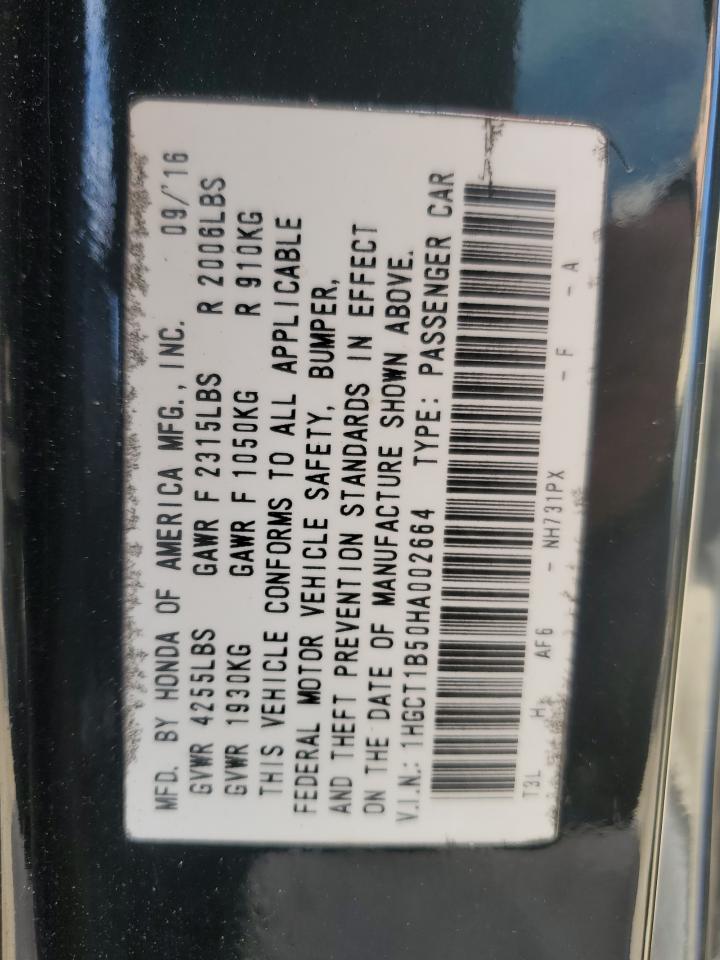 MFD. BY HONDA OF AMERICA MFG., INC. 09/'16
GVWR 4255LBS GAWR F 2315LBS R 2006LBS
GVWR 1930KG GAWR F 1050KG R 910KG
THIS VEHICLE CONFORMS TO ALL APPLICABLE
FEDERAL MOTOR VEHICLE SAFETY, BUMPER,
AND THEFT PREVENTION STANDARDS IN EFFECT
ON THE DATE OF MANUFACTURE SHOWN ABOVE.
V.I.N.: 1HGCT1B50HA002664 TYPE: PASSENGER CAR
T3L AF6 - NH731PX - F - A